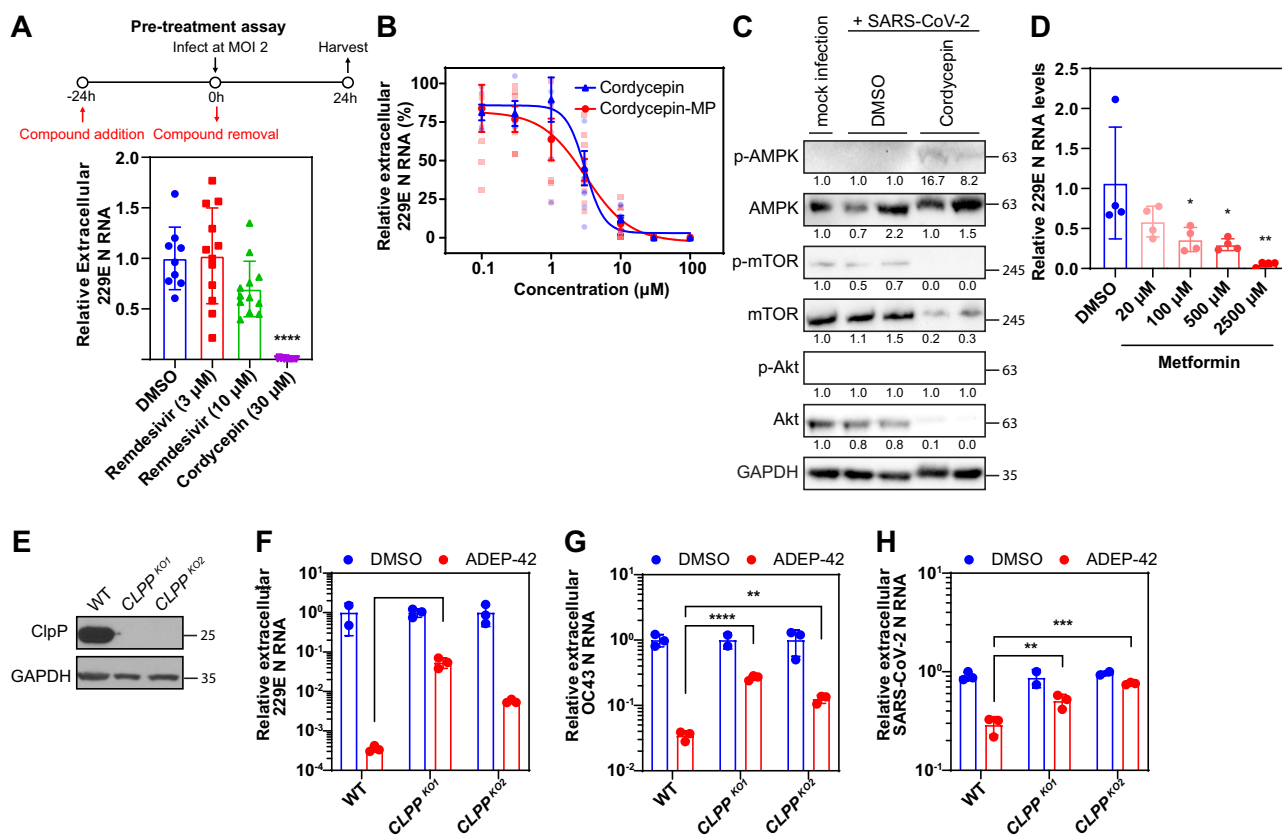 A
Pre-treatment assay
Infect at MOI 2
Harvest
-24h
0h
24h
Compound addition
Compound removal
Relative Extracellular
229E N RNA
2.0
1.5
1.0
0.5
****
DMSO
Remdesivir (3 μM)
Remdesivir (10 μM)
Cordycepin (30 μM)
B
Relative extracellular
229E N RNA (%)
100
75
50
25
0
Cordycepin
Cordycepin-MP
0.1
1
10
100
Concentration (μM)
C
+ SARS-CoV-2
mock infection
DMSO
Cordycepin
p-AMPK
63
1.0 1.0 1.0 16.7 8.2
AMPK
63
1.0 0.7 2.2 1.0 1.5
p-mTOR
245
1.0 0.5 0.7 0.0 0.0
mTOR
245
1.0 1.1 1.5 0.2 0.3
p-Akt
63
1.0 1.0 1.0 1.0 1.0
Akt
63
1.0 0.8 0.8 0.1 0.0
GAPDH
35
D
Relative 229E N RNA levels
2.5
2.0
1.5
1.0
0.5
0.0
*
*
**
DMSO
20 μM
100 μM
500 μM
2500 μM
Metformin
E
WT
CLPP KO1
CLPP KO2
ClpP
25
GAPDH
35
F
DMSO
ADEP-42
Relative extracellular
229E N RNA
10¹
10⁰
10⁻¹
10⁻²
10⁻³
10⁻⁴
WT
CLPP KO1
CLPP KO2
G
DMSO
ADEP-42
Relative extracellular
OC43 N RNA
10¹
10⁰
10⁻¹
10⁻²
**
****
WT
CLPP KO1
CLPP KO2
H
DMSO
ADEP-42
Relative extracellular
SARS-CoV-2 N RNA
10¹
10⁰
10⁻¹
***
**
WT
CLPP KO1
CLPP KO2